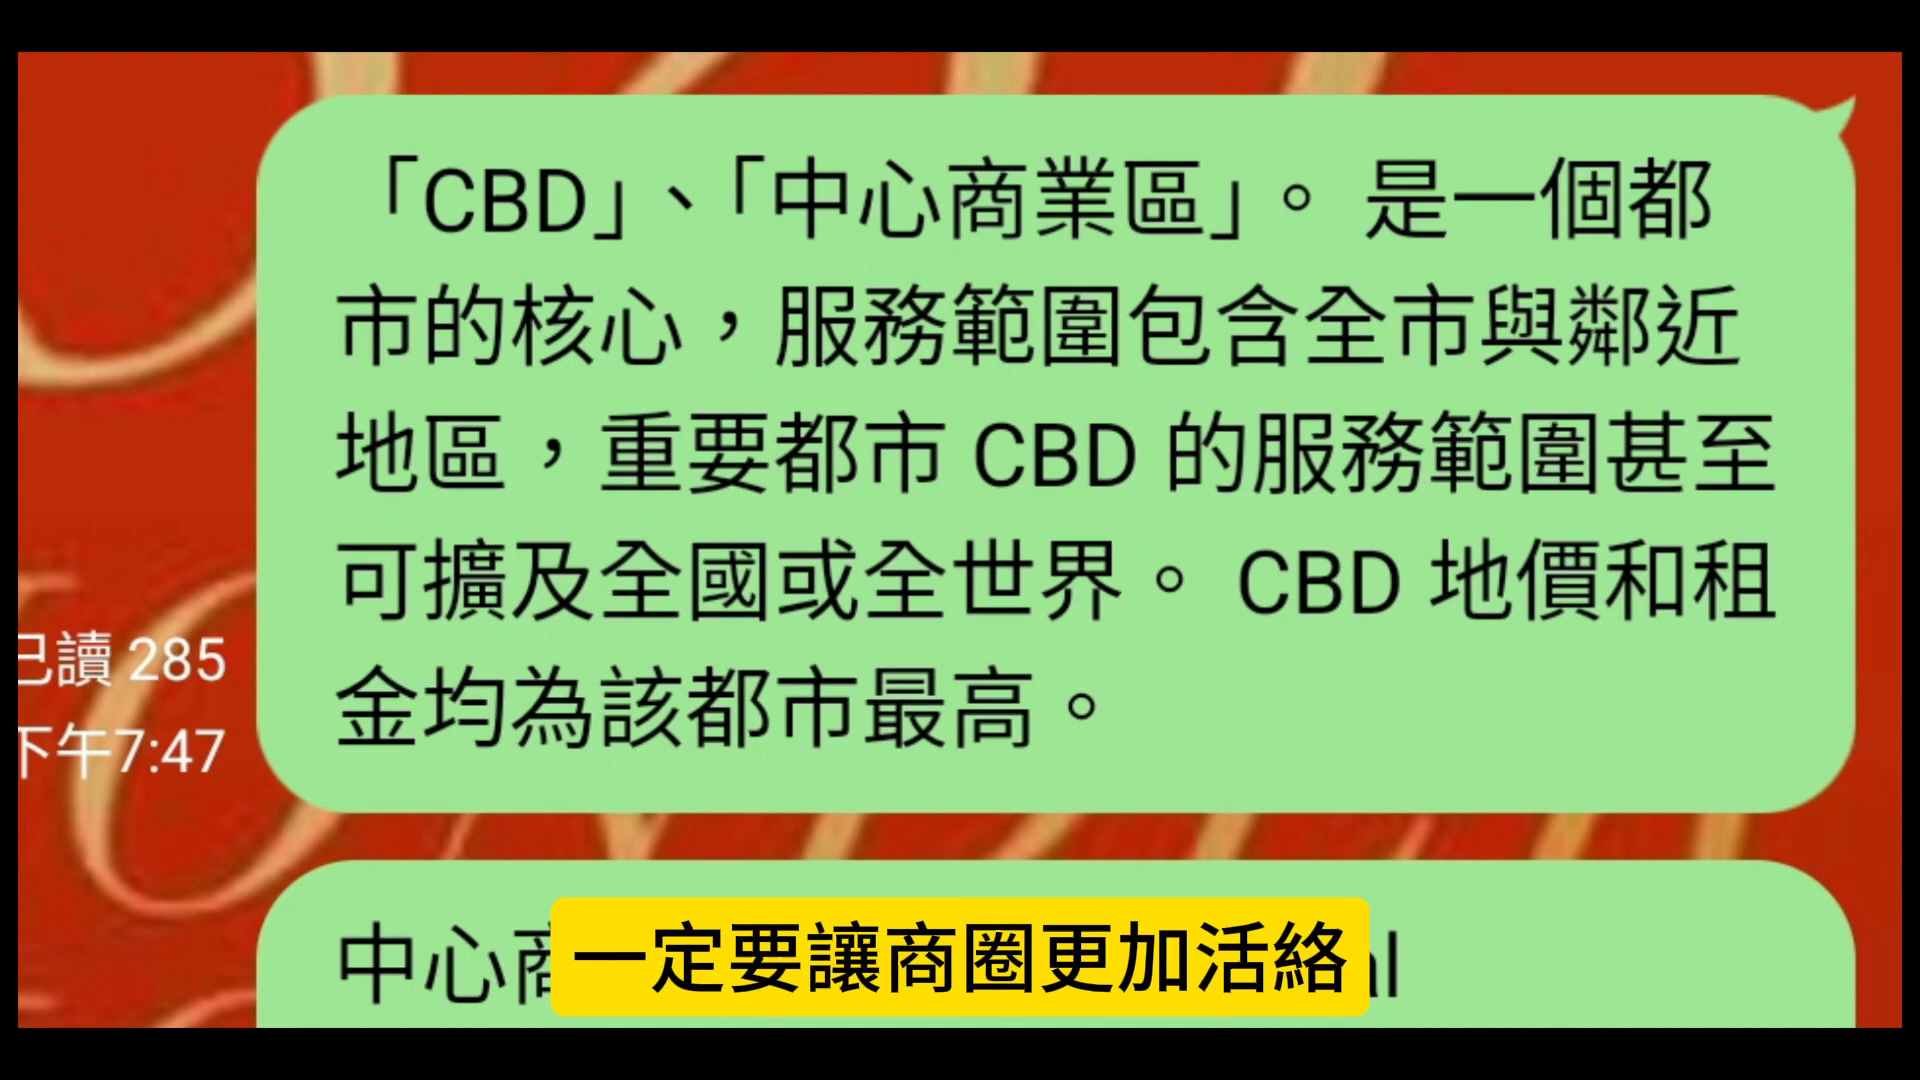 「CBD」、「中心商業區」。 是一個都
市的核心，服務範圍包含全市與鄰近
地區，重要都市 CBD 的服務範圍甚至
可擴及全國或全世界。 CBD 地價和租
金均為該都市最高。
已讀 285
下午7:47
中心商
一定要讓商圈更加活絡